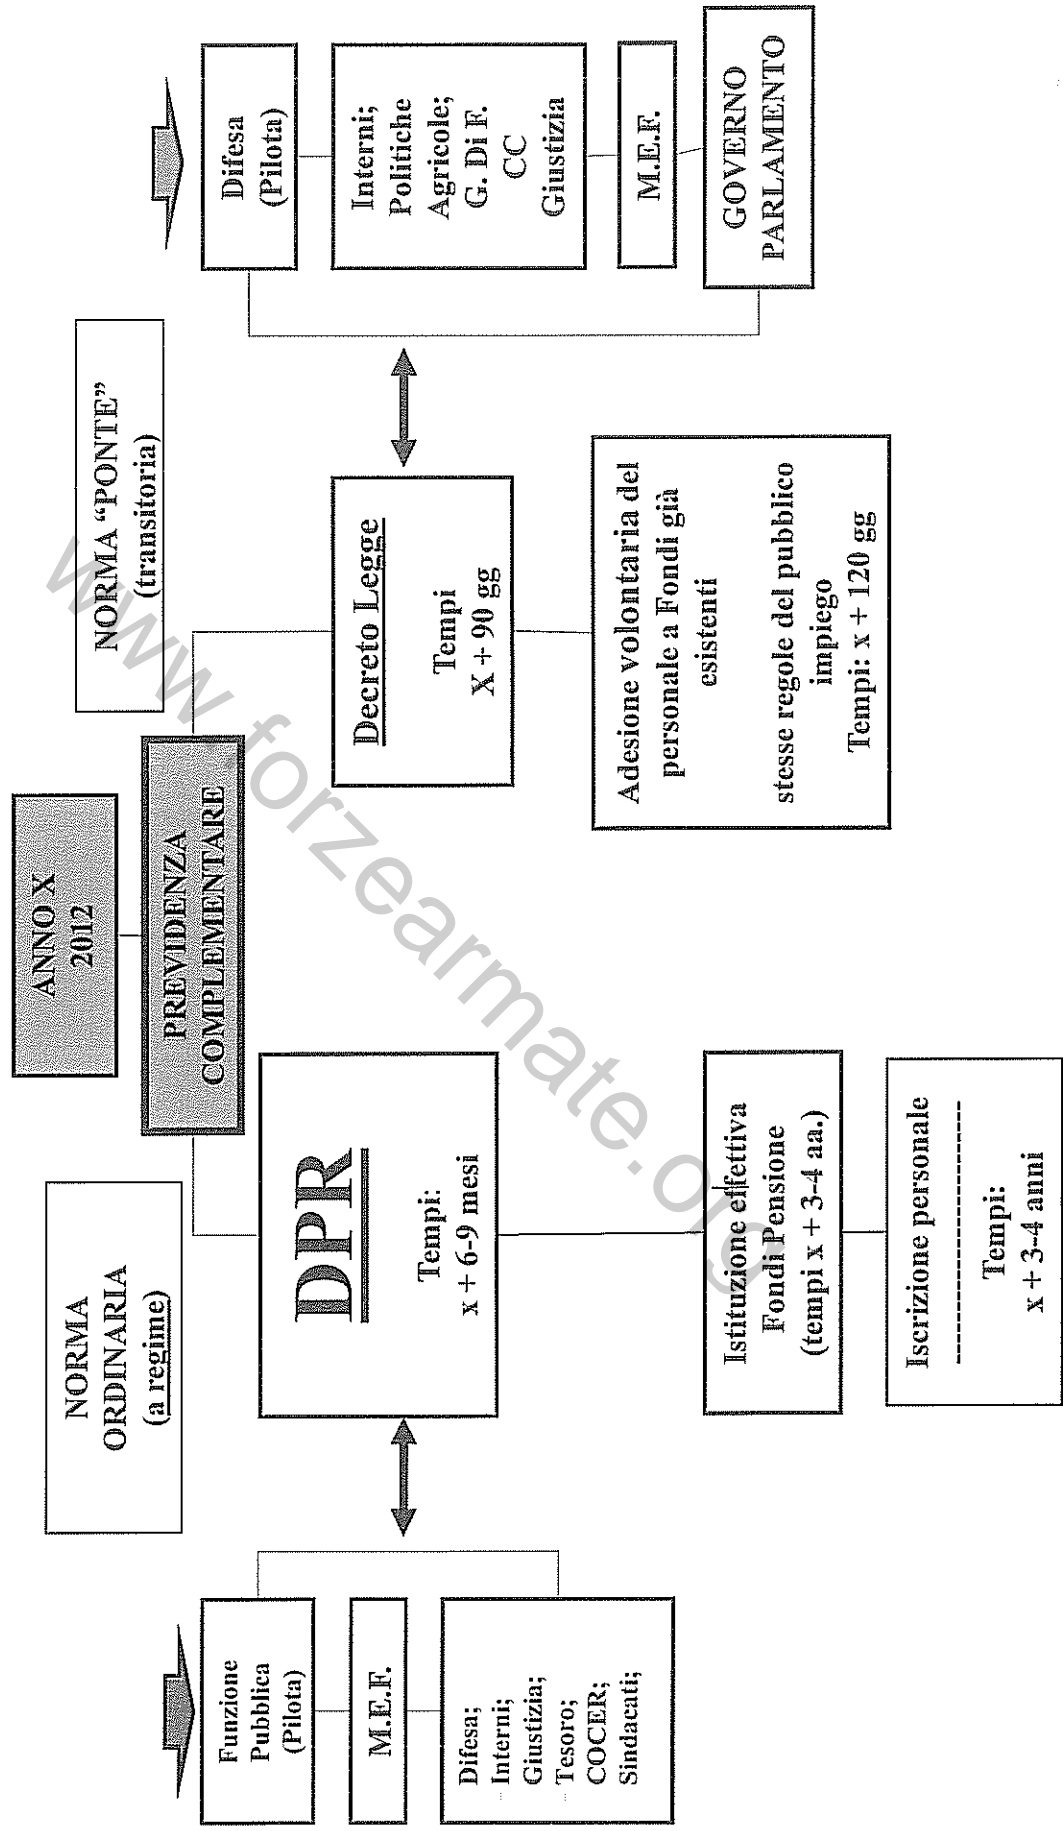 ANNO X
2012
PREVIDENZA
COMPLEMENTARE
NORMA
ORDINARIA
(a regime)
NORMA “PONTE”
(transitoria)
Funzione
Pubblica
(Pilota)
M.E.F.
Difesa;
Interni;
Giustizia;
Tesoro;
COCER;
Sindacati;
DPR
Tempi:
x + 6-9 mesi
Istituzione effettiva
Fondi Pensione
(tempi x + 3-4 aa.)
Iscrizione personale
--------------------
Tempi:
x + 3-4 anni
Decreto Legge
Tempi
X + 90 gg
Adesione volontaria del
personale a Fondi già
esistenti
stesse regole del pubblico
impiego
Tempi: x + 120 gg
Difesa
(Pilota)
Interni;
Politiche
Agricole;
G. Di F.
CC
Giustizia
M.E.F.
GOVERNO
PARLAMENTO
www.forzearmate.org